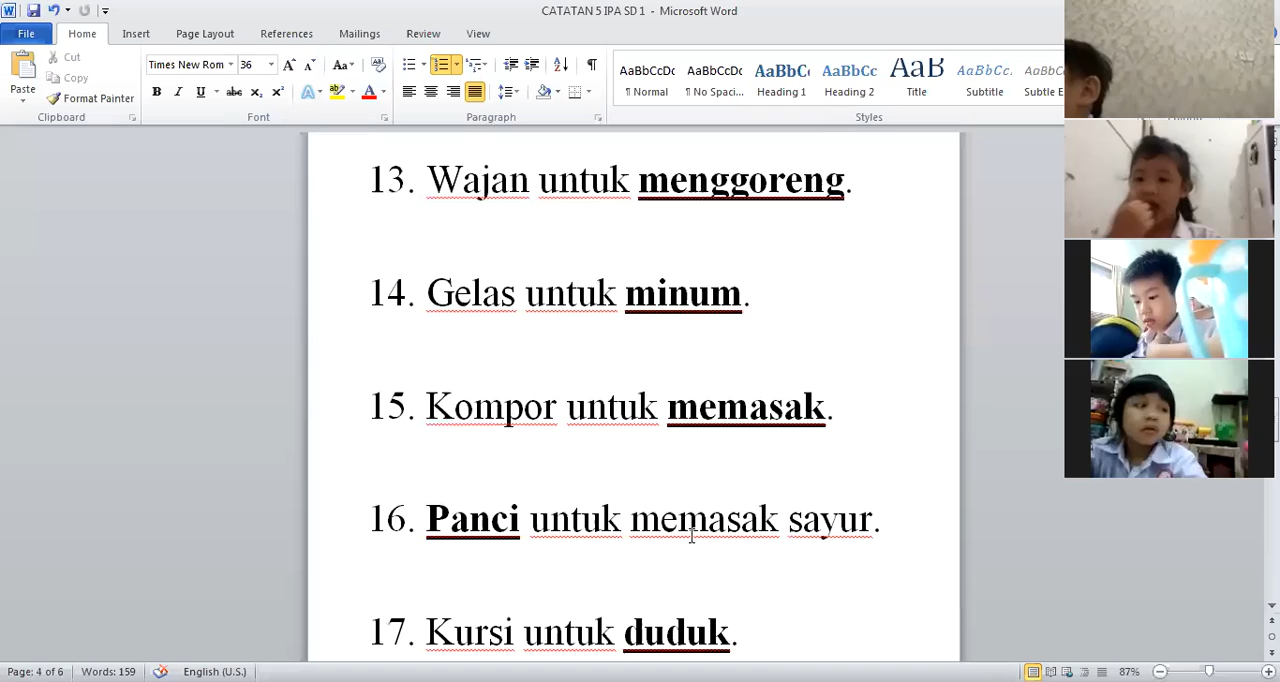 CATATAN 5 IPA SD 1 - Microsoft Word
File Home Insert Page Layout References Mailings Review View
Paste
Cut
Copy
Format Painter
Clipboard
Times New Rom 36
Font
Paragraph
AaBbCcDc AaBbCcDc AaBbC AaBbCc AaB AaBbCc. AaBbCc
¶ Normal ¶ No Spaci... Heading 1 Heading 2 Title Subtitle Subtle E
Styles
13. Wajan untuk menggoreng.
14. Gelas untuk minum.
15. Kompor untuk memasak.
16. Panci untuk memasak sayur.
17. Kursi untuk duduk.
Page: 4 of 6 Words: 159 English (U.S.) 87%